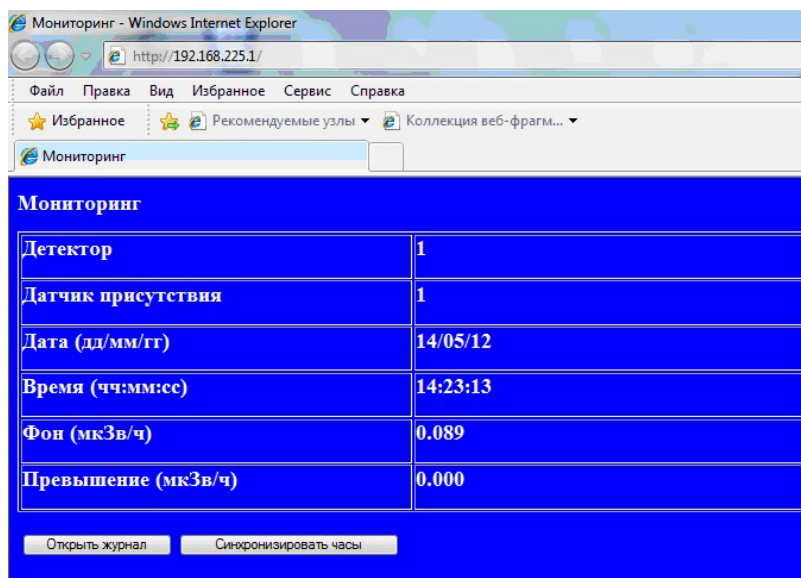 Мониторинг - Windows Internet Explorer
http://192.168.225.1/
Файл Правка Вид Избранное Сервис Справка
Избранное Рекомендуемые узлы Коллекция веб-фрагм...
Мониторинг
Мониторинг
Детектор 1
Датчик присутствия 1
Дата (дд/мм/гг) 14/05/12
Время (чч:мм:сс) 14:23:13
Фон (мкЗв/ч) 0.089
Превышение (мкЗв/ч) 0.000
Открыть журнал Синхронизировать часы